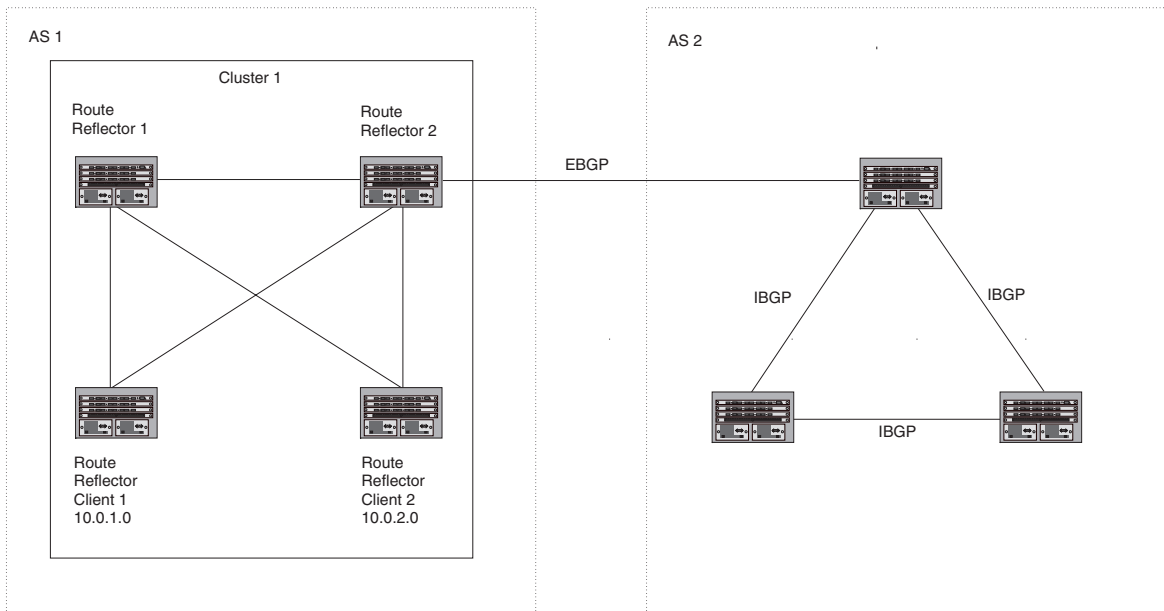 AS 1
Cluster 1
Route
Reflector 1
Route
Reflector 2
Route
Reflector
Client 1
10.0.1.0
Route
Reflector
Client 2
10.0.2.0
EBGP
AS 2
IBGP
IBGP
IBGP